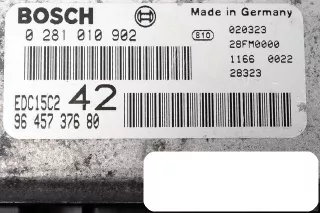 BOSCH
Made in Germany
0 281 010 902
810
020323
28FM0000
1166 0022
28323
EDC15C2 42
96 457 376 80